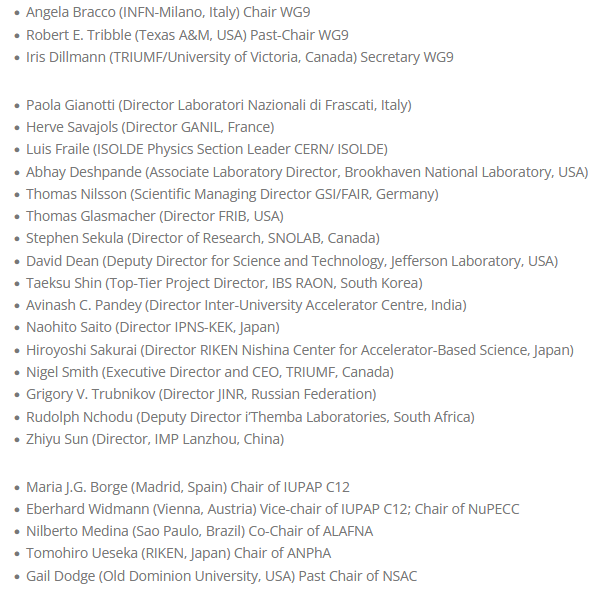 Angela Bracco (INFN-Milano, Italy) Chair WG9
Robert E. Tribble (Texas A&M, USA) Past-Chair WG9
Iris Dillmann (TRIUMF/University of Victoria, Canada) Secretary WG9
Paola Gianotti (Director Laboratori Nazionali di Frascati, Italy)
Herve Savajols (Director GANIL, France)
Luis Fraile (ISOLDE Physics Section Leader CERN/ ISOLDE)
Abhay Deshpande (Associate Laboratory Director, Brookhaven National Laboratory, USA)
Thomas Nilsson (Scientific Managing Director GSI/FAIR, Germany)
Thomas Glasmacher (Director FRIB, USA)
Stephen Sekula (Director of Research, SNOLAB, Canada)
David Dean (Deputy Director for Science and Technology, Jefferson Laboratory, USA)
Taeksu Shin (Top-Tier Project Director, IBS RAON, South Korea)
Avinash C. Pandey (Director Inter-University Accelerator Centre, India)
Naohito Saito (Director IPNS-KEK, Japan)
Hiroyoshi Sakurai (Director RIKEN Nishina Center for Accelerator-Based Science, Japan)
Nigel Smith (Executive Director and CEO, TRIUMF, Canada)
Grigory V. Trubnikov (Director JINR, Russian Federation)
Rudolph Nchodu (Deputy Director i'Themba Laboratories, South Africa)
Zhiyu Sun (Director, IMP Lanzhou, China)
Maria J.G. Borge (Madrid, Spain) Chair of IUPAP C12
Eberhard Widmann (Vienna, Austria) Vice-chair of IUPAP C12; Chair of NuPECC
Nilberto Medina (Sao Paulo, Brazil) Co-Chair of ALAFNA
Tomohiro Ueseka (RIKEN, Japan) Chair of ANPhA
Gail Dodge (Old Dominion University, USA) Past Chair of NSAC